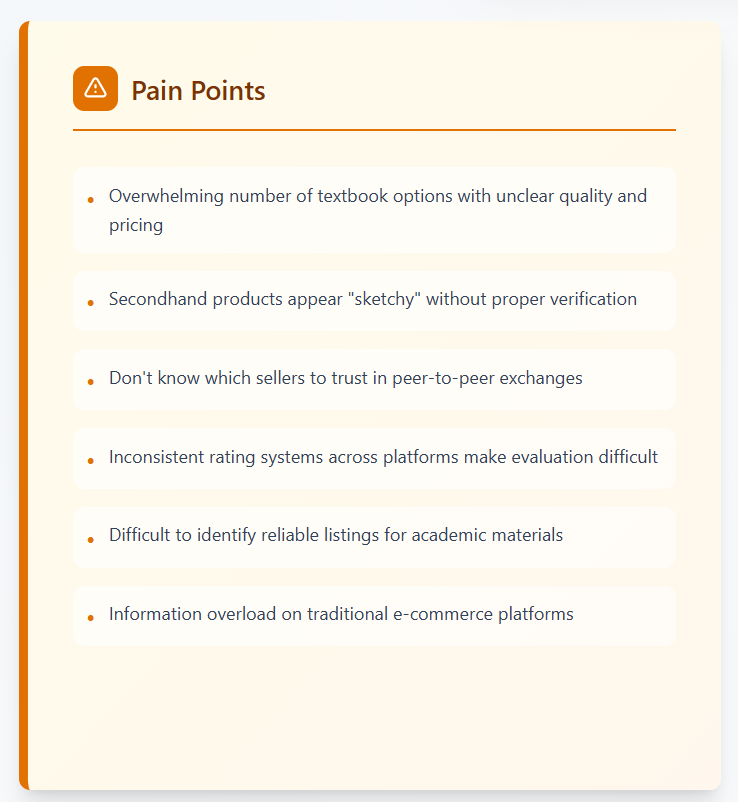 Pain Points
• Overwhelming number of textbook options with unclear quality and
pricing
• Secondhand products appear "sketchy" without proper verification
• Don't know which sellers to trust in peer-to-peer exchanges
• Inconsistent rating systems across platforms make evaluation difficult
• Difficult to identify reliable listings for academic materials
• Information overload on traditional e-commerce platforms